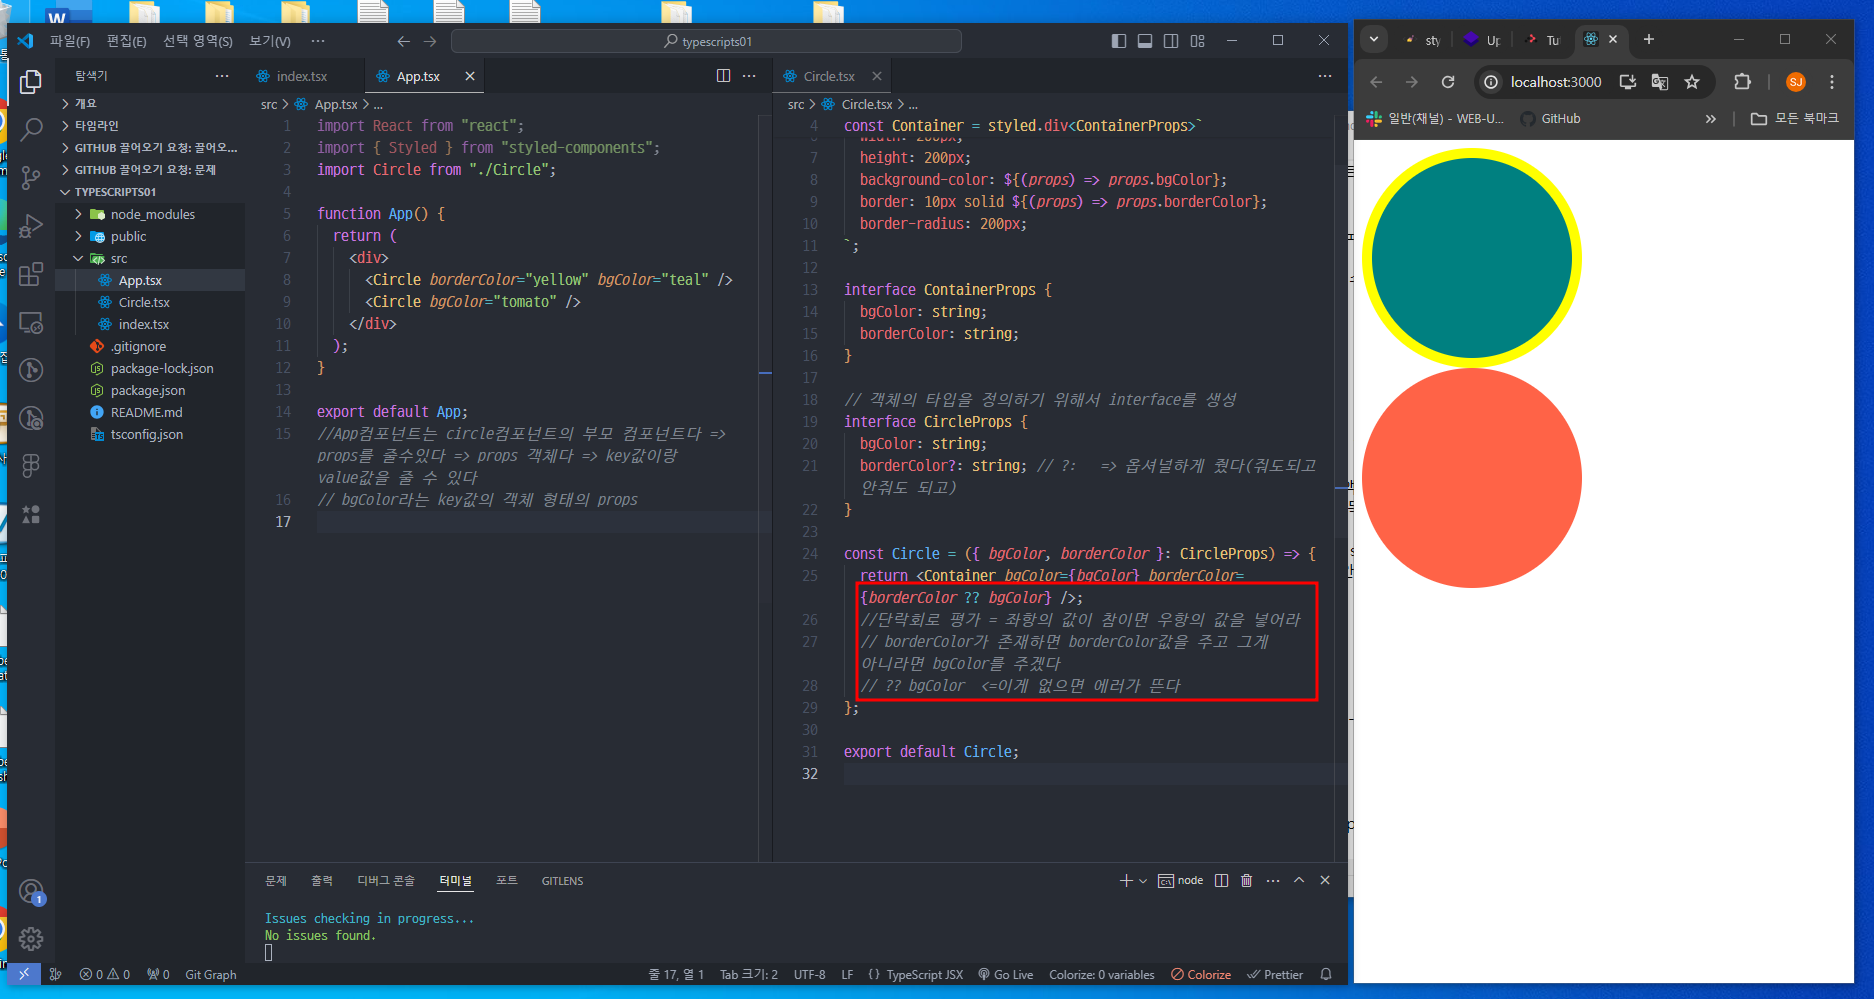 파일(F) 편집(E) 선택 영역(S) 보기(V) ··· typescripts01
탐색기
개요
타임라인
GITHUB 끌어오기 요청: 끌어오...
GITHUB 끌어오기 요청: 문제
TYPESCRIPTS01
node_modules
public
src
App.tsx
Circle.tsx
index.tsx
.gitignore
package-lock.json
package.json
README.md
tsconfig.json
index.tsx App.tsx
src > App.tsx > ...
1 import React from "react";
2 import { Styled } from "styled-components";
3 import Circle from "./Circle";
4
5 function App() {
6 return (
7 <div>
8 <Circle borderColor="yellow" bgColor="teal" />
9 <Circle bgColor="tomato" />
10 </div>
11 );
12 }
13
14 export default App;
15 //App컴포넌트는 circle컴포넌트의 부모 컴포넌트다 =>
props를 줄수있다 => props 객체다 => key값이랑
value값을 줄 수 있다
16 // bgColor라는 key값의 객체 형태의 props
17
Circle.tsx
src > Circle.tsx > ...
4 const Container = styled.div<ContainerProps>`
6 width: 200px;
7 height: 200px;
8 background-color: ${(props) => props.bgColor};
9 border: 10px solid ${(props) => props.borderColor};
10 border-radius: 200px;
11 `;
12
13 interface ContainerProps {
14 bgColor: string;
15 borderColor: string;
16 }
17
18 // 객체의 타입을 정의하기 위해서 interface를 생성
19 interface CircleProps {
20 bgColor: string;
21 borderColor?: string; // ?: => 옵셔널하게 줬다(줘도되고
안줘도 되고)
22 }
23
24 const Circle = ({ bgColor, borderColor }: CircleProps) => {
25 return <Container bgColor={bgColor} borderColor=
{borderColor ?? bgColor} />;
26 //단락회로 평가 = 좌항의 값이 참이면 우항의 값을 넣어라
27 // borderColor가 존재하면 borderColor값을 주고 그게
아니라면 bgColor를 주겠다
28 // ?? bgColor <=이게 없으면 에러가 뜬다
29 };
30
31 export default Circle;
32
문제 출력 디버그 콘솔 터미널 포트 GITLENS
node
Issues checking in progress...
No issues found.
1
0 0 0 Git Graph
줄 17, 열 1 Tab 크기: 2 UTF-8 LF {} TypeScript JSX Go Live Colorize: 0 variables Colorize Prettier
sty Up Tu
localhost:3000
SJ
일반(채널) - WEB-U... GitHub » 모든 북마크